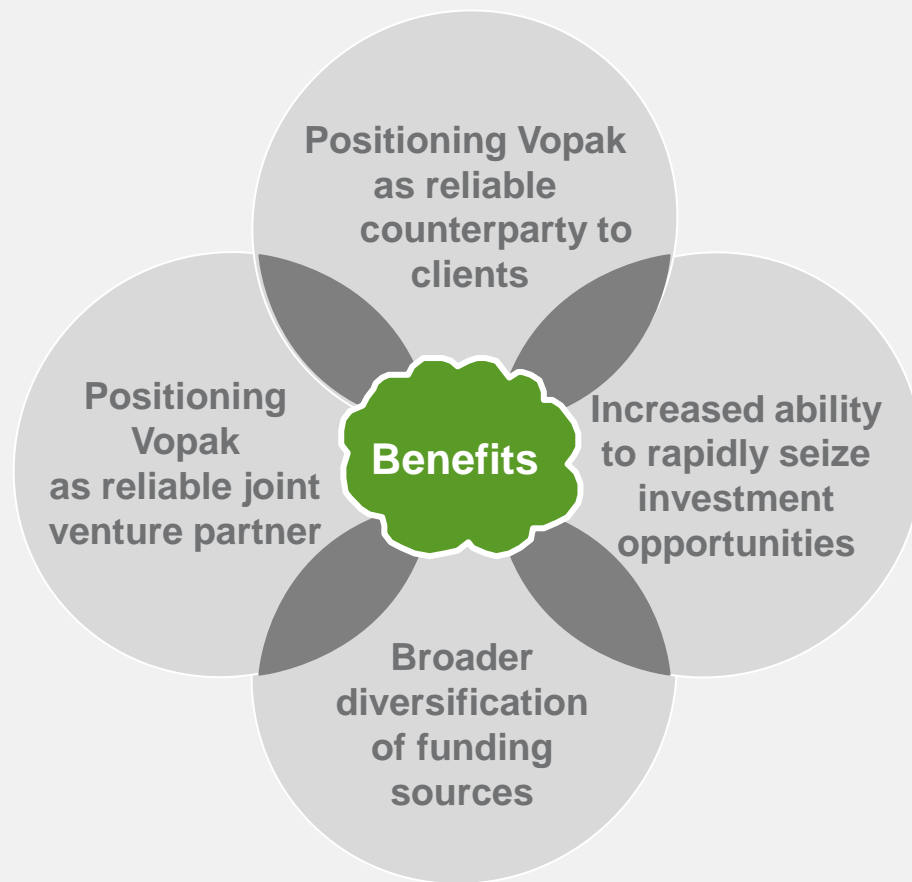 Positioning Vopak
as reliable
counterparty to
clients
Positioning
Vopak
as reliable joint
venture partner
Benefits
Increased ability
to rapidly seize
investment
opportunities
Broader
diversification
of funding
sources